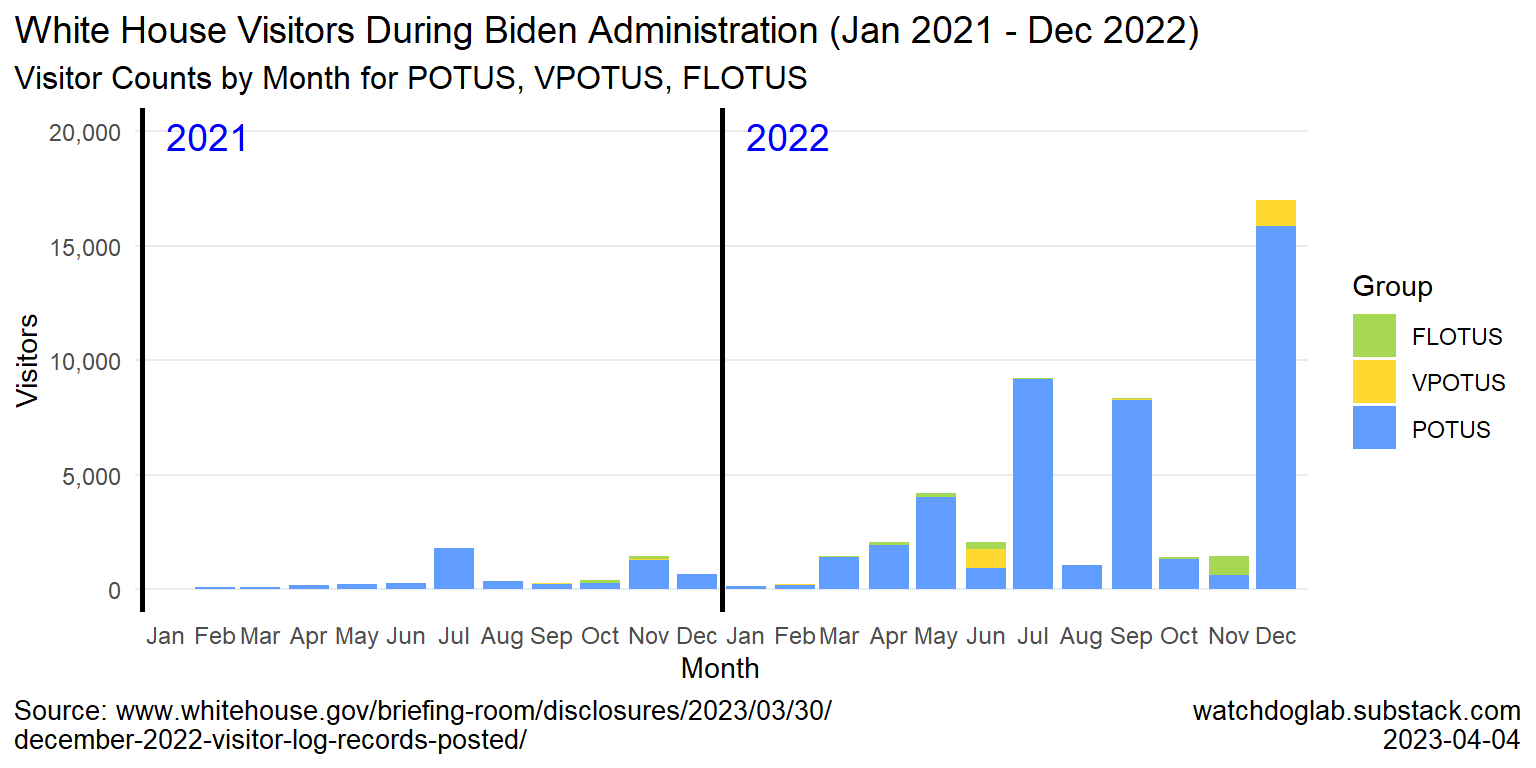 White House Visitors During Biden Administration (Jan 2021 - Dec 2022)
Visitor Counts by Month for POTUS, VPOTUS, FLOTUS
20,000
15,000
10,000
5,000
0
Visitors
2021
2022
Jan Feb Mar Apr May Jun Jul Aug Sep Oct Nov Dec Jan Feb Mar Apr May Jun Jul Aug Sep Oct Nov Dec
Month
Group
FLOTUS
VPOTUS
POTUS
Source: www.whitehouse.gov/briefing-room/disclosures/2023/03/30/
december-2022-visitor-log-records-posted/
watchdoglab.substack.com
2023-04-04